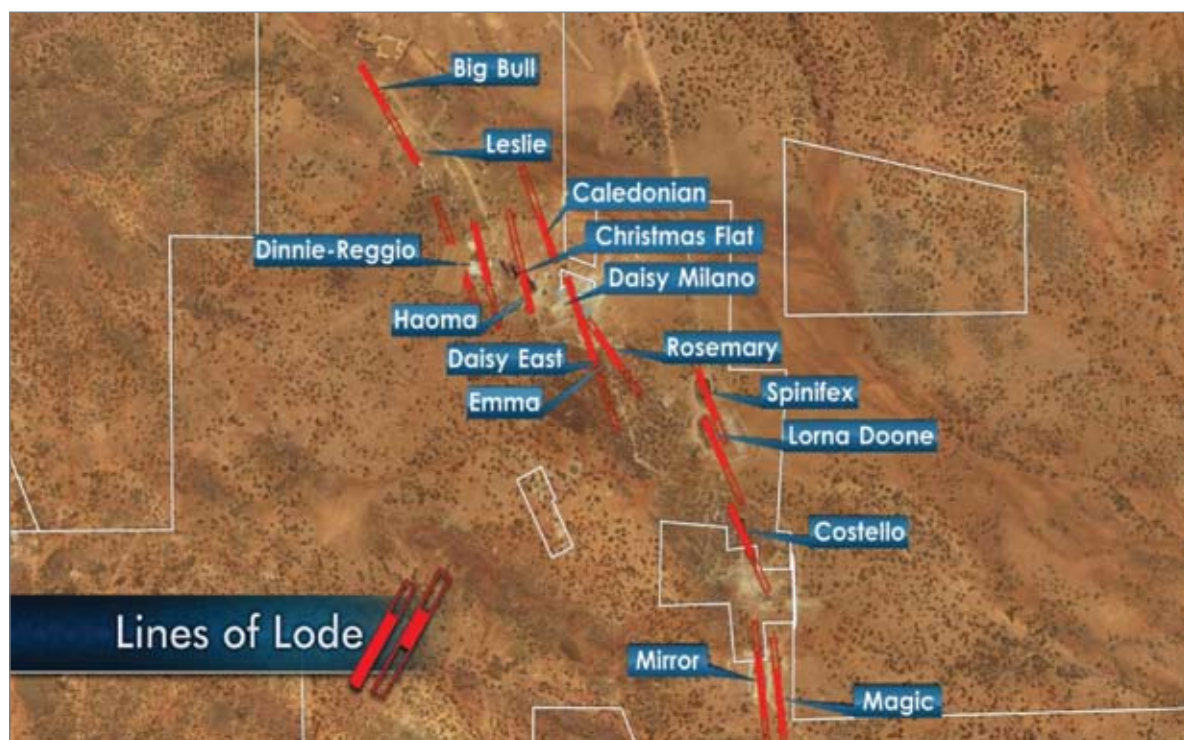 Big Bull
Leslie
Caledonian
Christmas Flat
Dinnie-Reggio
Daisy Milano
Haoma
Rosemary
Daisy East
Spinifex
Emma
Lorna Doone
Costello
Lines of Lode
Mirror
Magic